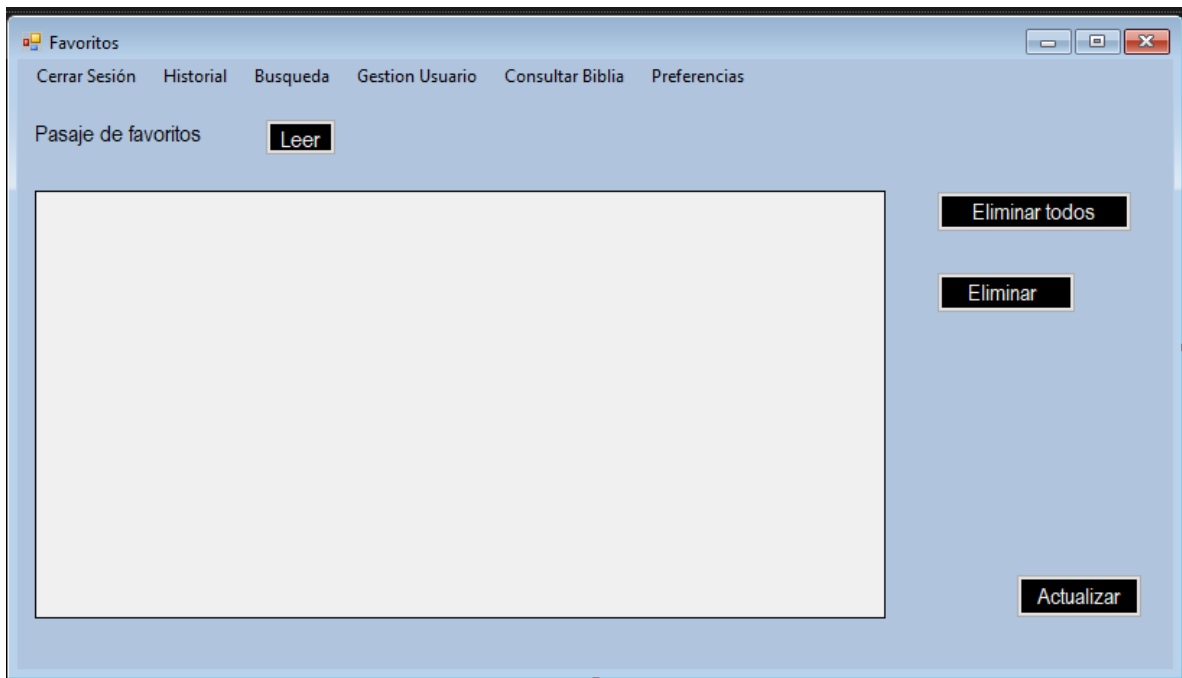 Favoritos
Cerrar Sesión Historial Busqueda Gestion Usuario Consultar Biblia Preferencias
Pasaje de favoritos Leer
Eliminar todos
Eliminar
Actualizar